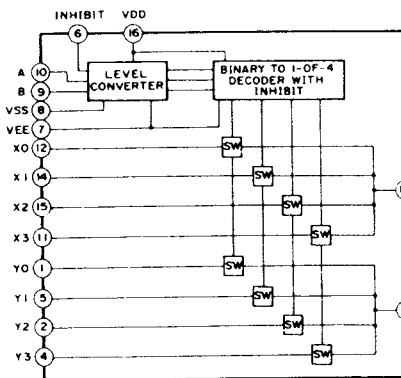 INHIBIT VDD
6 16
A 10
B 9
VSS 8
VEE 7
LEVEL
CONVERTER
BINARY TO 1-OF-4
DECODER WITH
INHIBIT
X0 12 SW
X1 14 SW
X2 15 SW
X3 11 SW
Y0 1 SW
Y1 5 SW
Y2 2 SW
Y3 4 SW